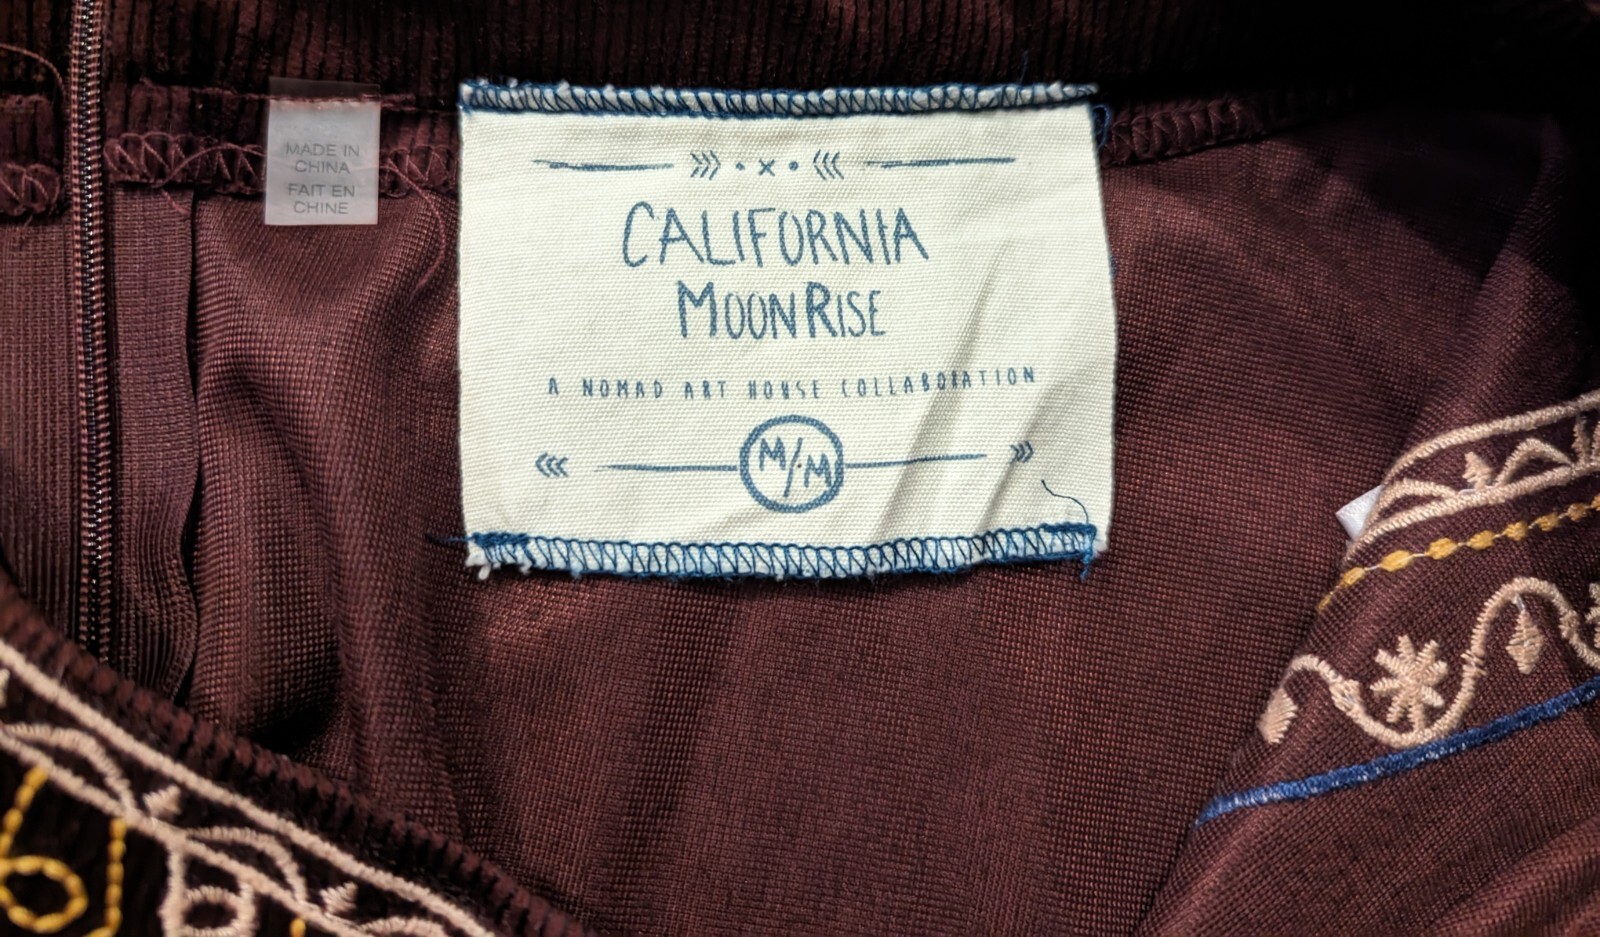 MADE IN
CHINA
FAIT EN
CHINE
CALIFORNIA
MOONRISE
A NOMAD ART HOUSE COLLABORATION
M/M